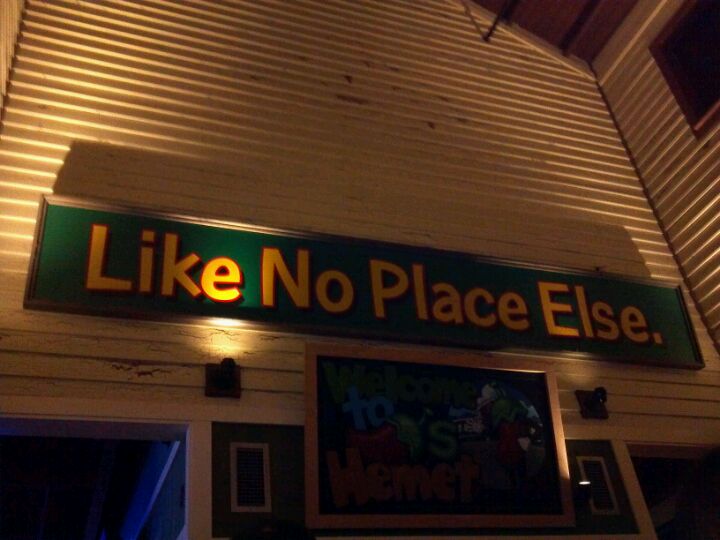 Like No Place Else.
Welcome
to
's
Hemet